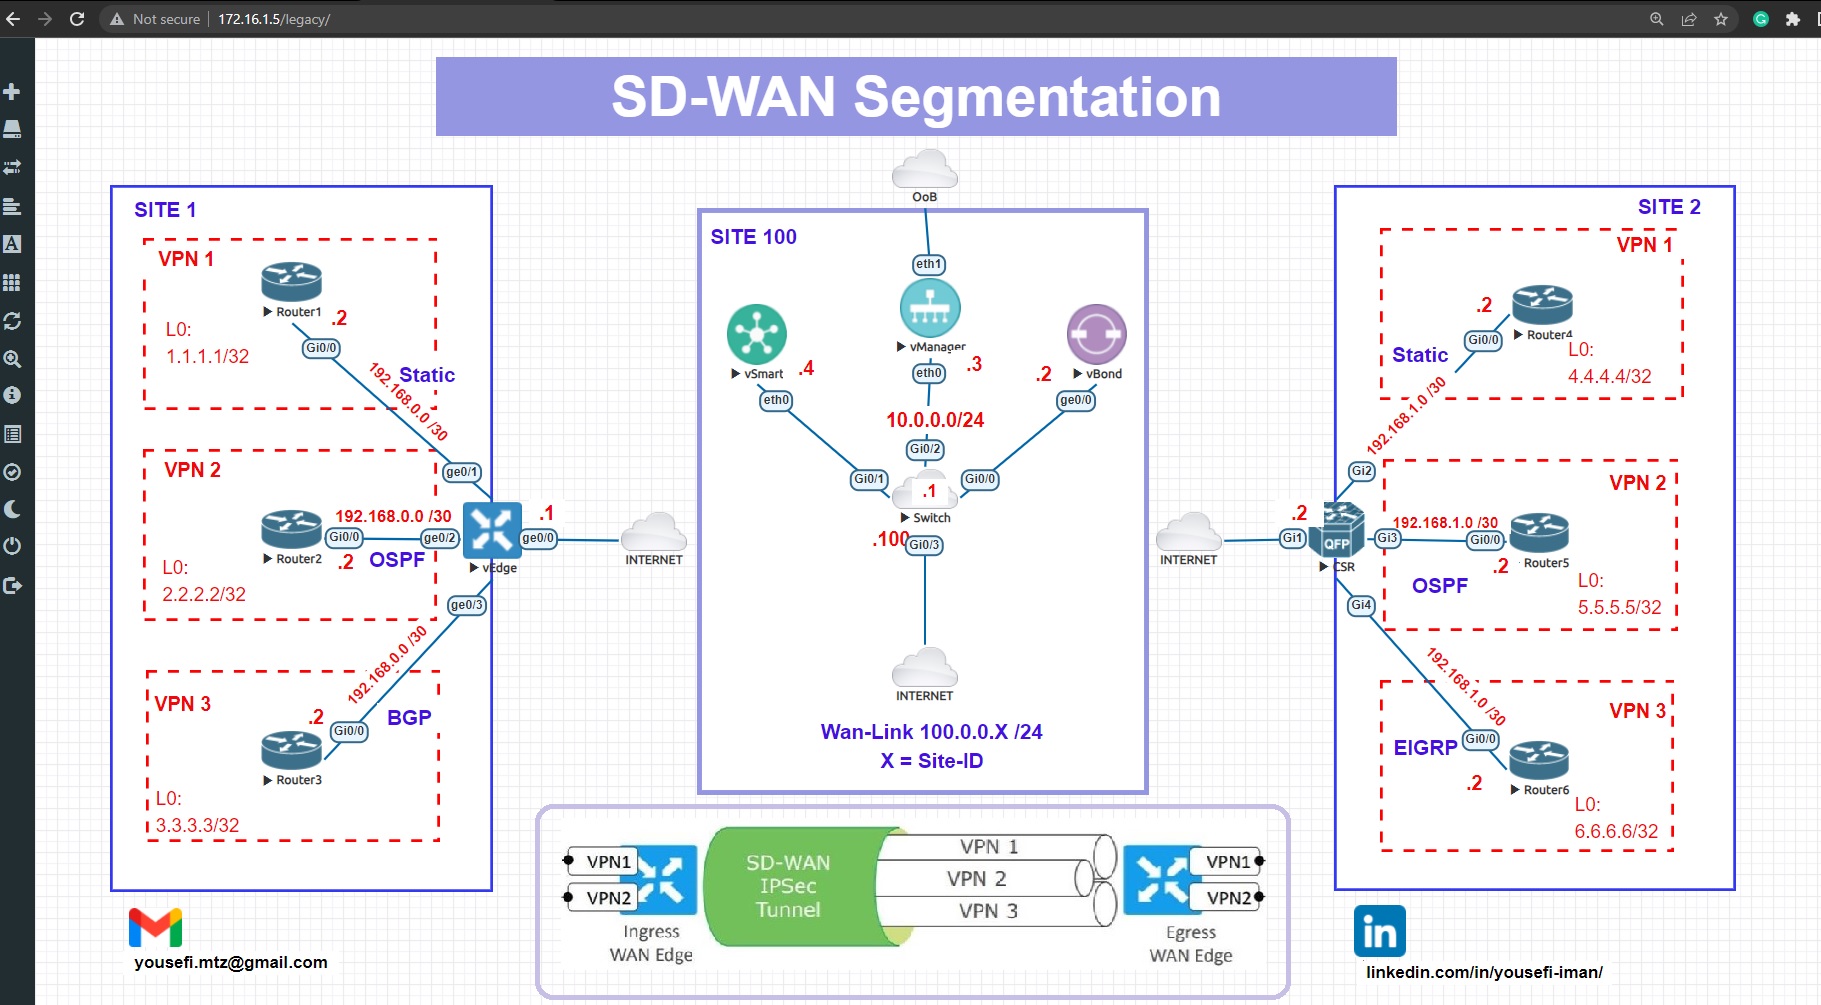 Not secure
172.16.1.5/legacy/
SD-WAN Segmentation
OoB
SITE 1
VPN 1
Router1
.2
L0:
1.1.1.1/32
Gi0/0
192.168.0.0 /30
Static
ge0/1
VPN 2
192.168.0.0 /30
Router2
Gi0/0
ge0/2
.2
OSPF
L0:
2.2.2.2/32
vEdge
.1
ge0/0
INTERNET
ge0/3
192.168.0.0 /30
VPN 3
.2
Gi0/0
BGP
Router3
L0:
3.3.3.3/32
SITE 100
eth1
vManager
.3
eth0
vSmart
.4
eth0
.2
vBond
ge0/0
10.0.0.0/24
Gi0/2
Gi0/1
Gi0/0
.1
Switch
.100
Gi0/3
INTERNET
Wan-Link 100.0.0.X /24
X = Site-ID
SITE 2
VPN 1
.2
Router4
Gi0/0
Static
L0:
4.4.4.4/32
192.168.1.0 /30
Gi2
VPN 2
INTERNET
.2
Gi1
QFP
CSR
Gi3
192.168.1.0 /30
Gi0/0
.2
Router5
OSPF
L0:
5.5.5.5/32
Gi4
192.168.1.0 /30
VPN 3
EIGRP
Gi0/0
.2
Router6
L0:
6.6.6.6/32
VPN1
VPN2
Ingress
WAN Edge
SD-WAN
IPSec
Tunnel
VPN 1
VPN 2
VPN 3
VPN1
VPN2
Egress
WAN Edge
yousefi.mtz@gmail.com
in
linkedin.com/in/yousefi-iman/